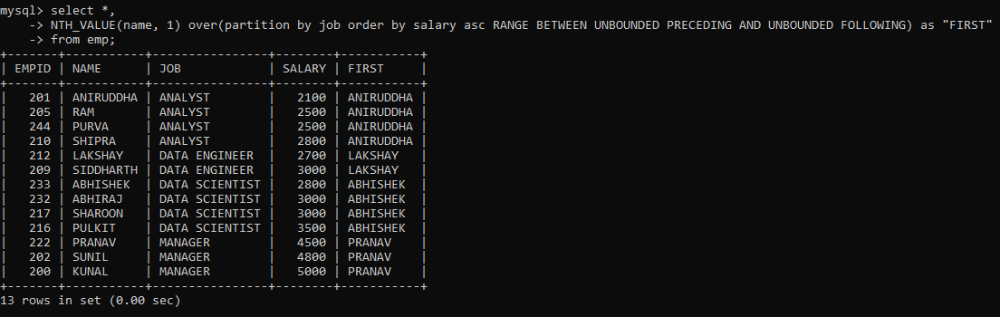 mysql> select *,
    -> NTH_VALUE(name, 1) over(partition by job order by salary asc RANGE BETWEEN UNBOUNDED PRECEDING AND UNBOUNDED FOLLOWING) as "FIRST"
    -> from emp;
+-------+-----------+----------------+--------+-----------+
| EMPID | NAME      | JOB            | SALARY | FIRST     |
+-------+-----------+----------------+--------+-----------+
|   201 | ANIRUDDHA | ANALYST        |   2100 | ANIRUDDHA |
|   205 | RAM       | ANALYST        |   2500 | ANIRUDDHA |
|   244 | PURVA     | ANALYST        |   2500 | ANIRUDDHA |
|   210 | SHIPRA    | ANALYST        |   2800 | ANIRUDDHA |
|   212 | LAKSHAY   | DATA ENGINEER  |   2700 | LAKSHAY   |
|   209 | SIDDHARTH | DATA ENGINEER  |   3000 | LAKSHAY   |
|   233 | ABHISHEK  | DATA SCIENTIST |   2800 | ABHISHEK  |
|   232 | ABHIRAJ   | DATA SCIENTIST |   3000 | ABHISHEK  |
|   217 | SHAROON   | DATA SCIENTIST |   3000 | ABHISHEK  |
|   216 | PULKIT    | DATA SCIENTIST |   3500 | ABHISHEK  |
|   222 | PRANAV    | MANAGER        |   4500 | PRANAV    |
|   202 | SUNIL     | MANAGER        |   4800 | PRANAV    |
|   200 | KUNAL     | MANAGER        |   5000 | PRANAV    |
+-------+-----------+----------------+--------+-----------+
13 rows in set (0.00 sec)